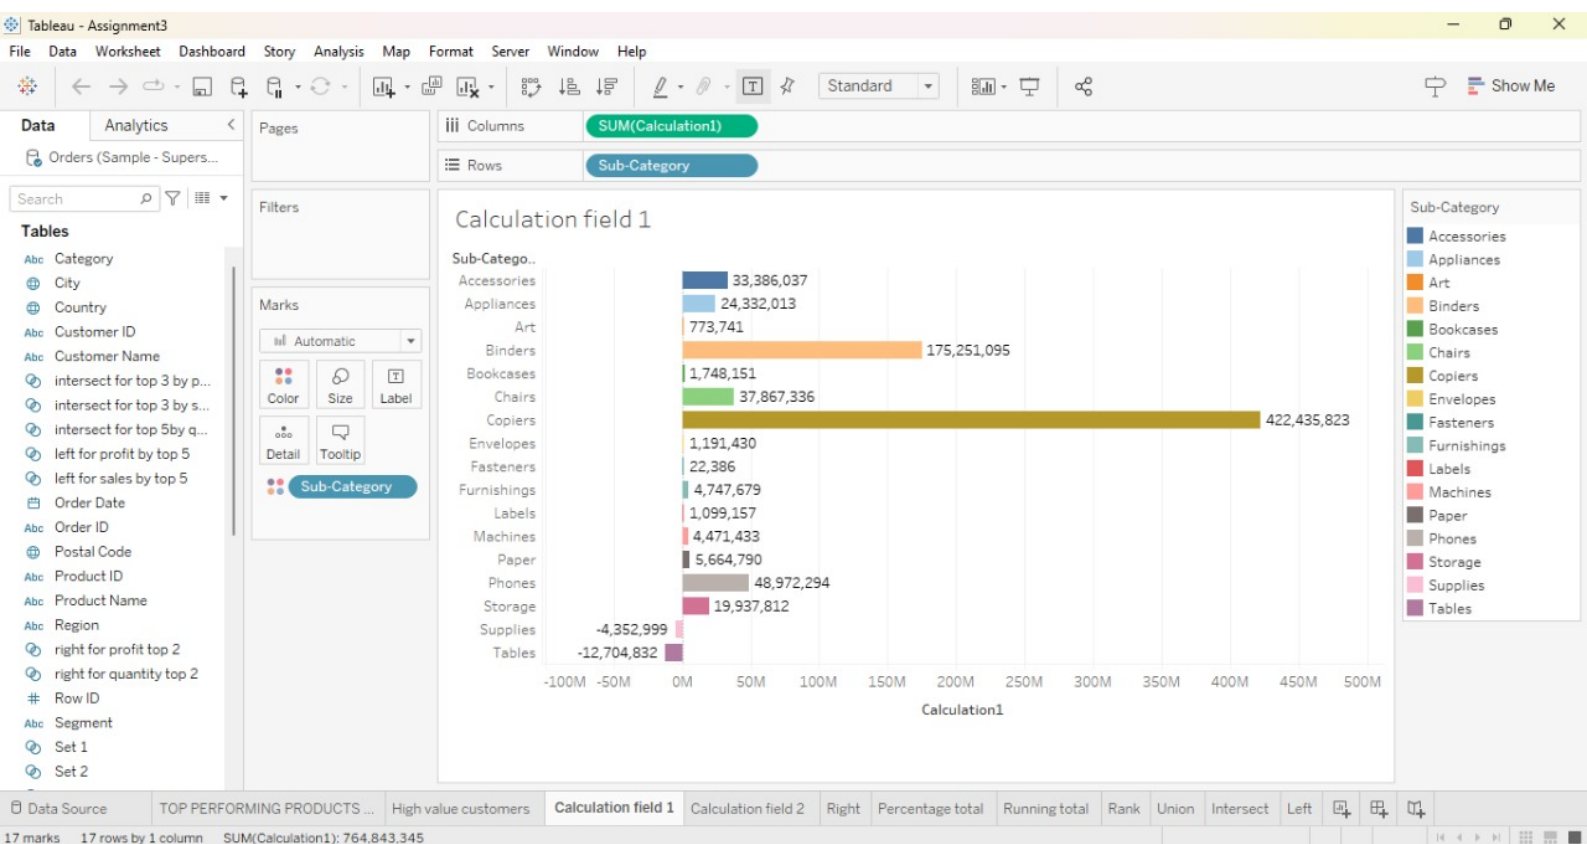 Tableau - Assignment3
File Data Worksheet Dashboard Story Analysis Map Format Server Window Help
Standard
Show Me
Data Analytics
Orders (Sample - Supers...
Search
Tables
Abc Category
City
Country
Abc Customer ID
Abc Customer Name
intersect for top 3 by p...
intersect for top 3 by s...
intersect for top 5by q...
left for profit by top 5
left for sales by top 5
Order Date
Abc Order ID
Postal Code
Abc Product ID
Abc Product Name
Abc Region
right for profit top 2
right for quantity top 2
# Row ID
Abc Segment
Set 1
Set 2
Pages
Filters
Marks
Automatic
Color Size Label
Detail Tooltip
Sub-Category
Columns SUM(Calculation1)
Rows Sub-Category
Calculation field 1
Sub-Catego..
Accessories 33,386,037
Appliances 24,332,013
Art 773,741
Binders 175,251,095
Bookcases 1,748,151
Chairs 37,867,336
Copiers 422,435,823
Envelopes 1,191,430
Fasteners 22,386
Furnishings 4,747,679
Labels 1,099,157
Machines 4,471,433
Paper 5,664,790
Phones 48,972,294
Storage 19,937,812
Supplies -4,352,999
Tables -12,704,832
-100M -50M 0M 50M 100M 150M 200M 250M 300M 350M 400M 450M 500M
Calculation1
Sub-Category
Accessories
Appliances
Art
Binders
Bookcases
Chairs
Copiers
Envelopes
Fasteners
Furnishings
Labels
Machines
Paper
Phones
Storage
Supplies
Tables
Data Source TOP PERFORMING PRODUCTS ... High value customers Calculation field 1 Calculation field 2 Right Percentage total Running total Rank Union Intersect Left
17 marks 17 rows by 1 column SUM(Calculation1): 764,843,345